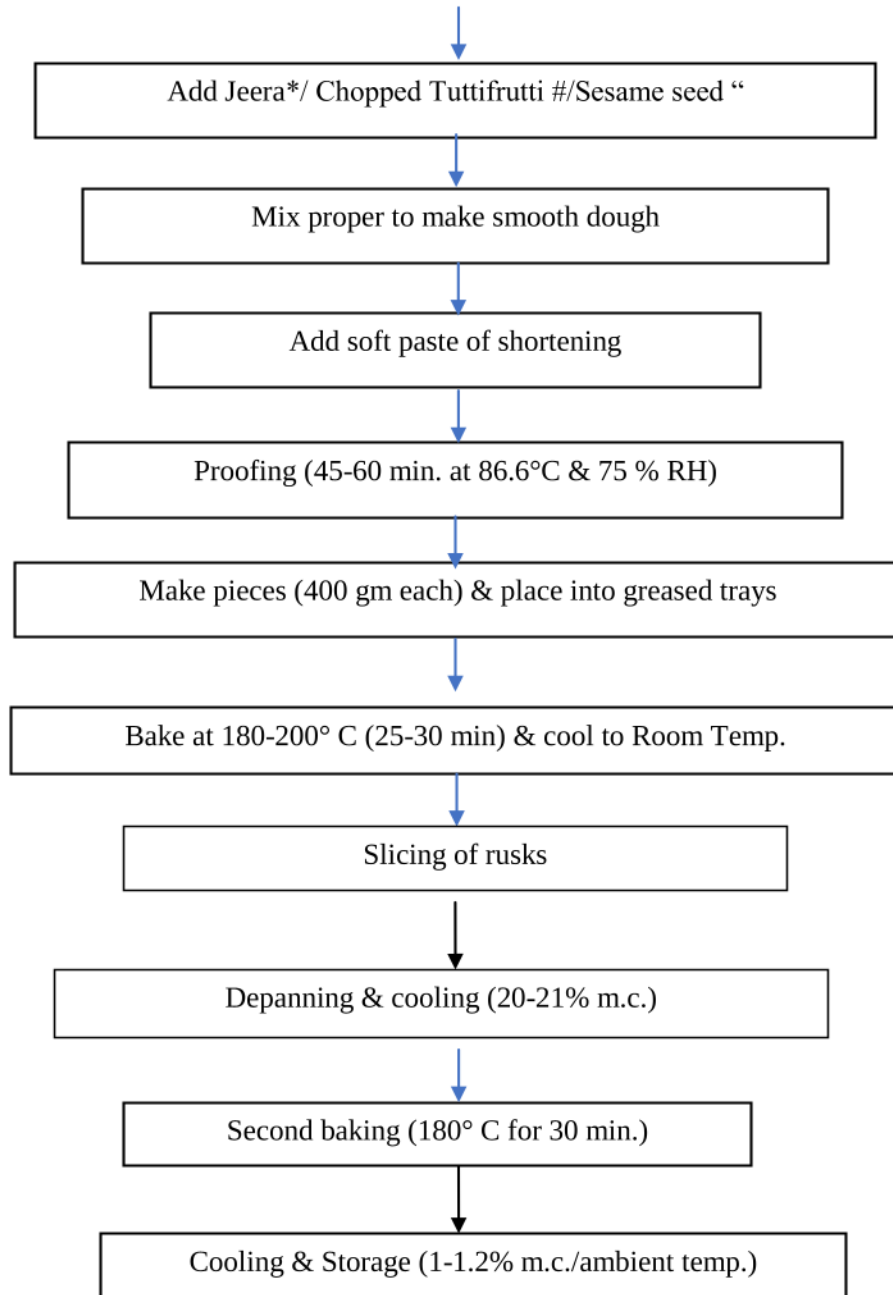 Add Jeera*/ Chopped Tuttifrutti #/Sesame seed “
Mix proper to make smooth dough
Add soft paste of shortening
Proofing (45-60 min. at 86.6°C & 75 % RH)
Make pieces (400 gm each) & place into greased trays
Bake at 180-200° C (25-30 min) & cool to Room Temp.
Slicing of rusks
Depanning & cooling (20-21% m.c.)
Second baking (180° C for 30 min.)
Cooling & Storage (1-1.2% m.c./ambient temp.)